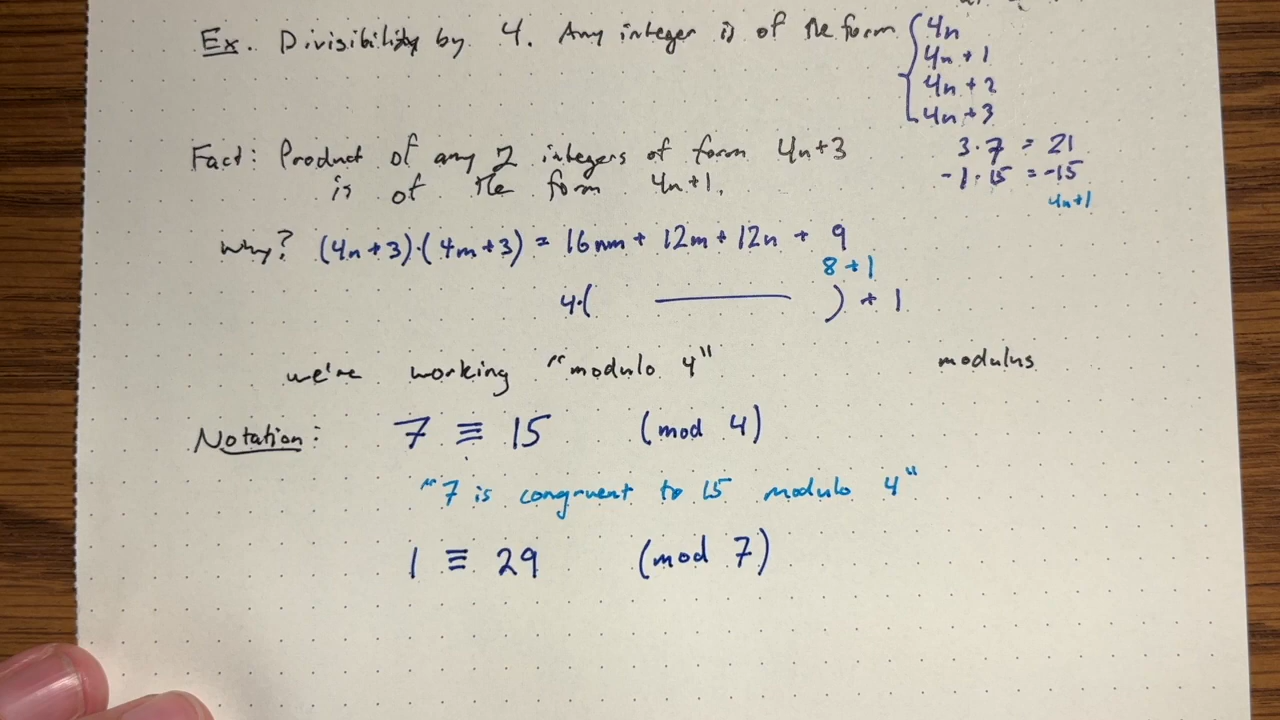 Ex. Divisibility by 4. Any integer is of the form { 4n
4n + 1
4n + 2
4n + 3
Fact: Product of any 2 integers of form 4n+3
is of the form 4n+1.
3·7 = 21
-1·15 = -15
4n+1
Why? (4n+3)·(4m+3) = 16nm + 12m + 12n + 9
8 + 1
4·( ——— ) + 1
we're working "modulo 4"
modulus
Notation: 7 ≡ 15 (mod 4)
"7 is congruent to 15 modulo 4"
1 ≡ 29 (mod 7)